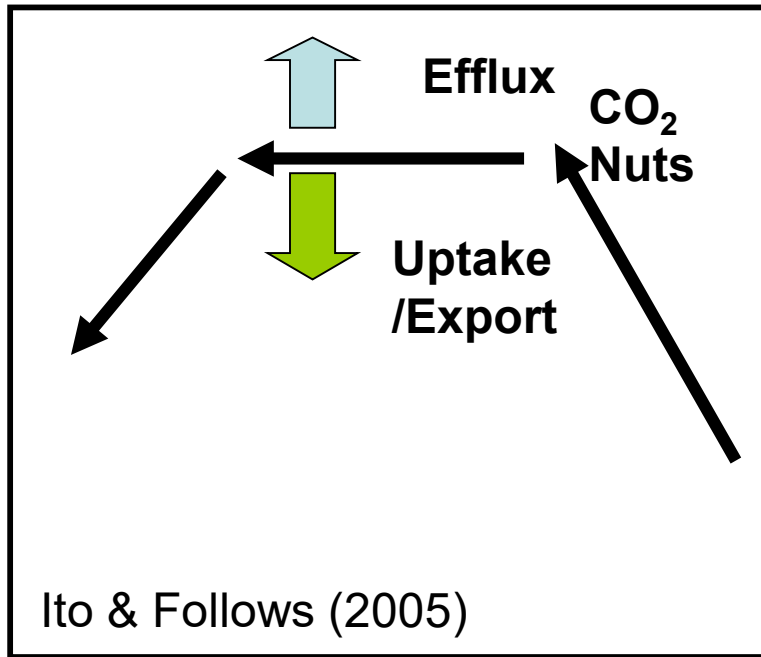 Efflux
CO₂
Nuts
Uptake
/Export
Ito & Follows (2005)